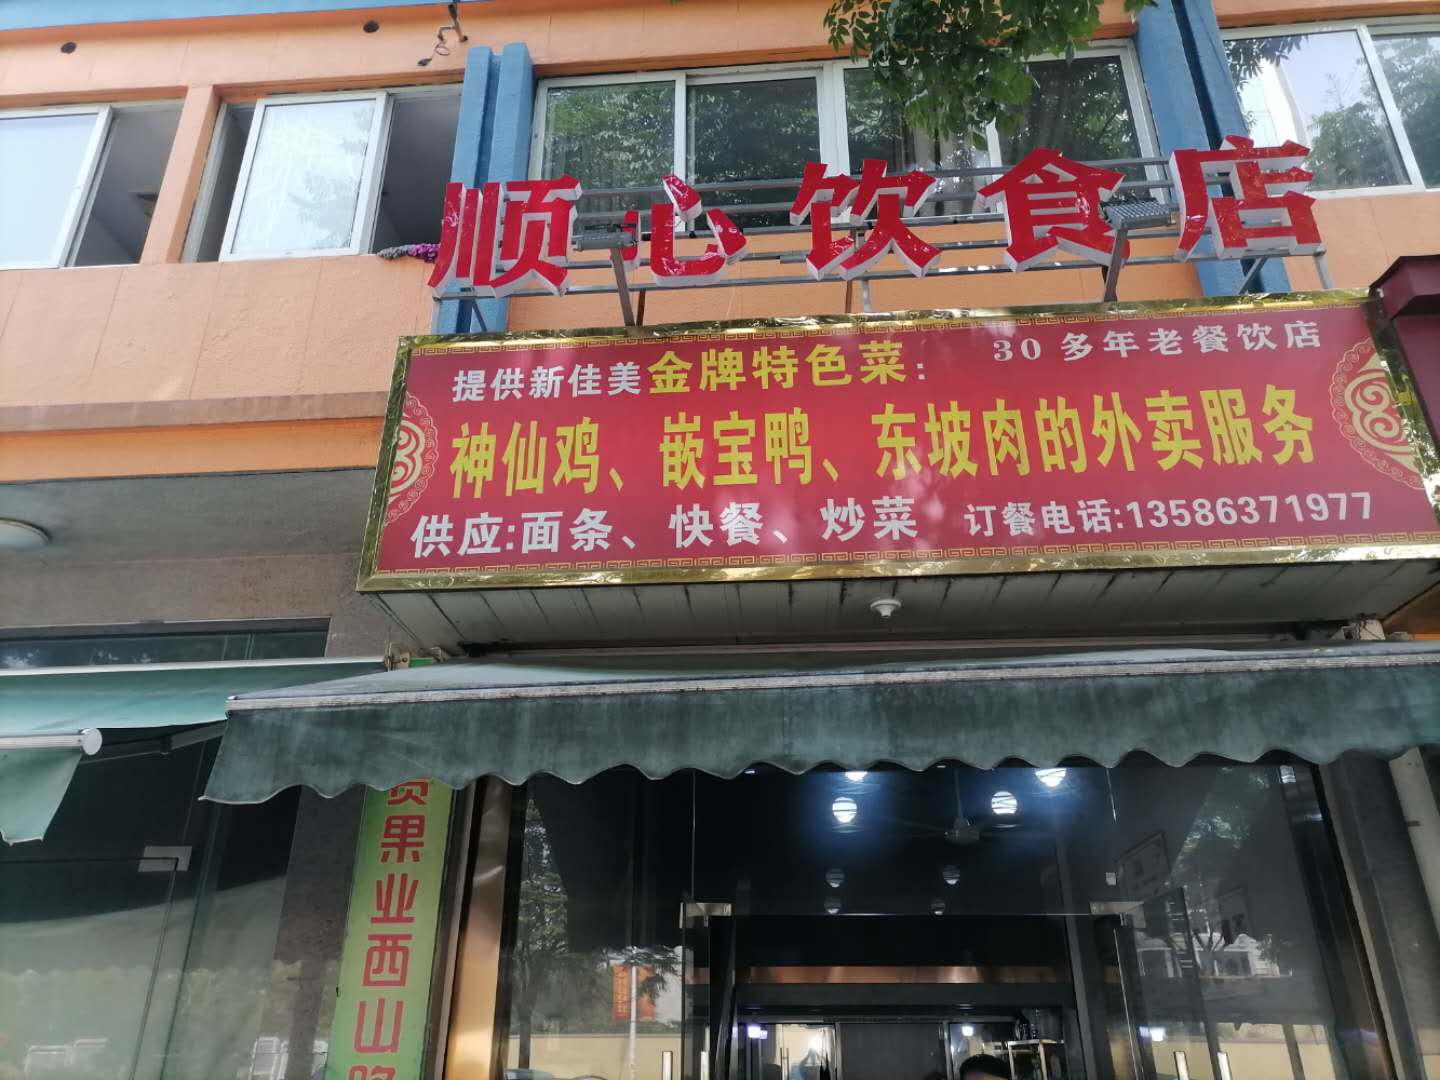 顺心饮食店
提供新佳美金牌特色菜: 30多年老餐饮店
神仙鸡、嵌宝鸭、东坡肉的外卖服务
供应:面条、快餐、炒菜 订餐电话:13586371977
果业西山